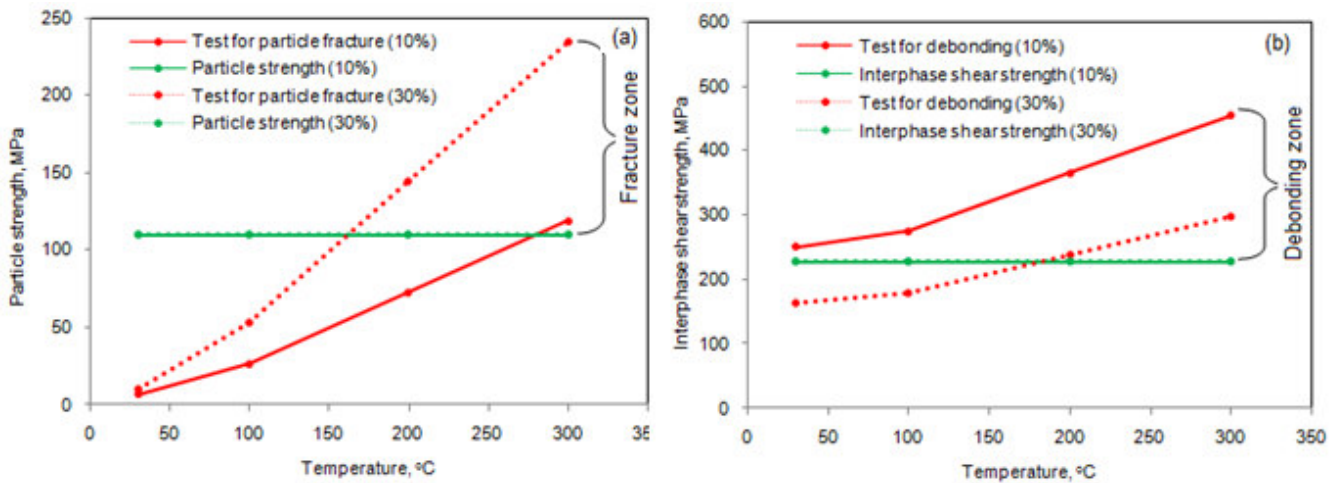 250
200
150
100
50
0
Particle strength, MPa
(a)
Test for particle fracture (10%)
Particle strength (10%)
Test for particle fracture (30%)
Particle strength (30%)
Fracture zone
0 50 100 150 200 250 300 35
Temperature, °C
600
500
400
300
200
100
0
Interphase shear strength, MPa
(b)
Test for debonding (10%)
Interphase shear strength (10%)
Test for debonding (30%)
Interphase shear strength (30%)
Debonding zone
0 50 100 150 200 250 300 350
Temperature, °C